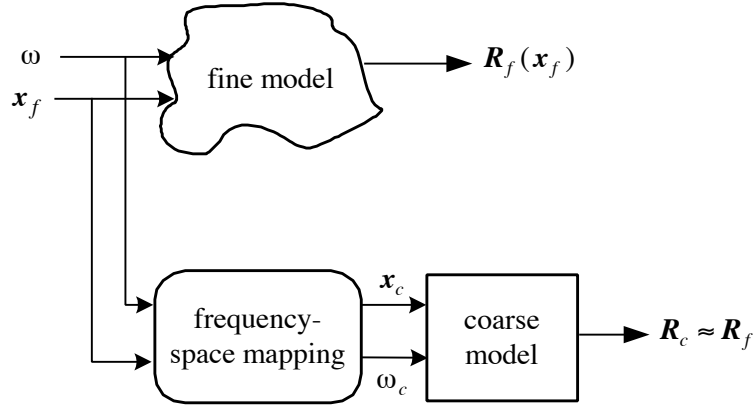 ω
x_f
fine model
R_f(x_f)
frequency-
space mapping
x_c
ω_c
coarse
model
R_c ≈ R_f